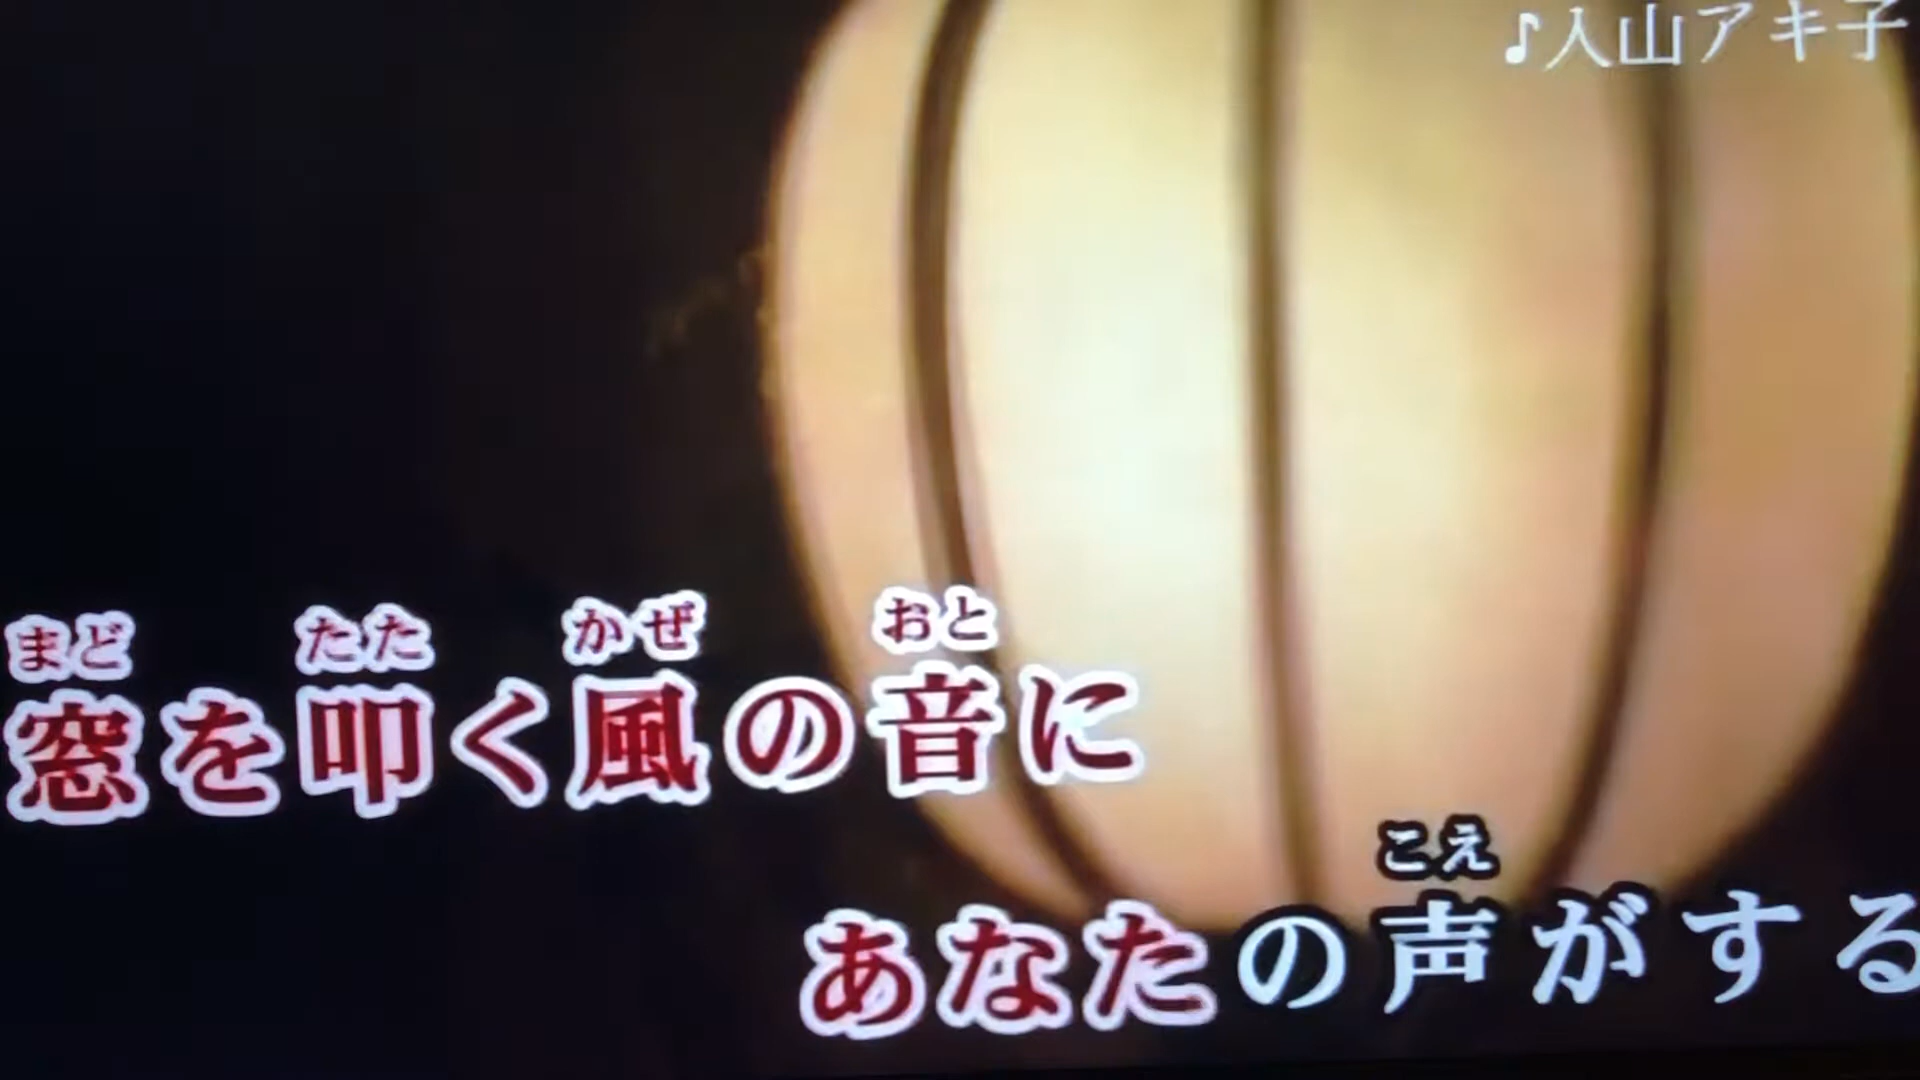 ♪入山アキ子
まど たた かぜ おと
窓を叩く風の音に
こえ
あなたの声がする